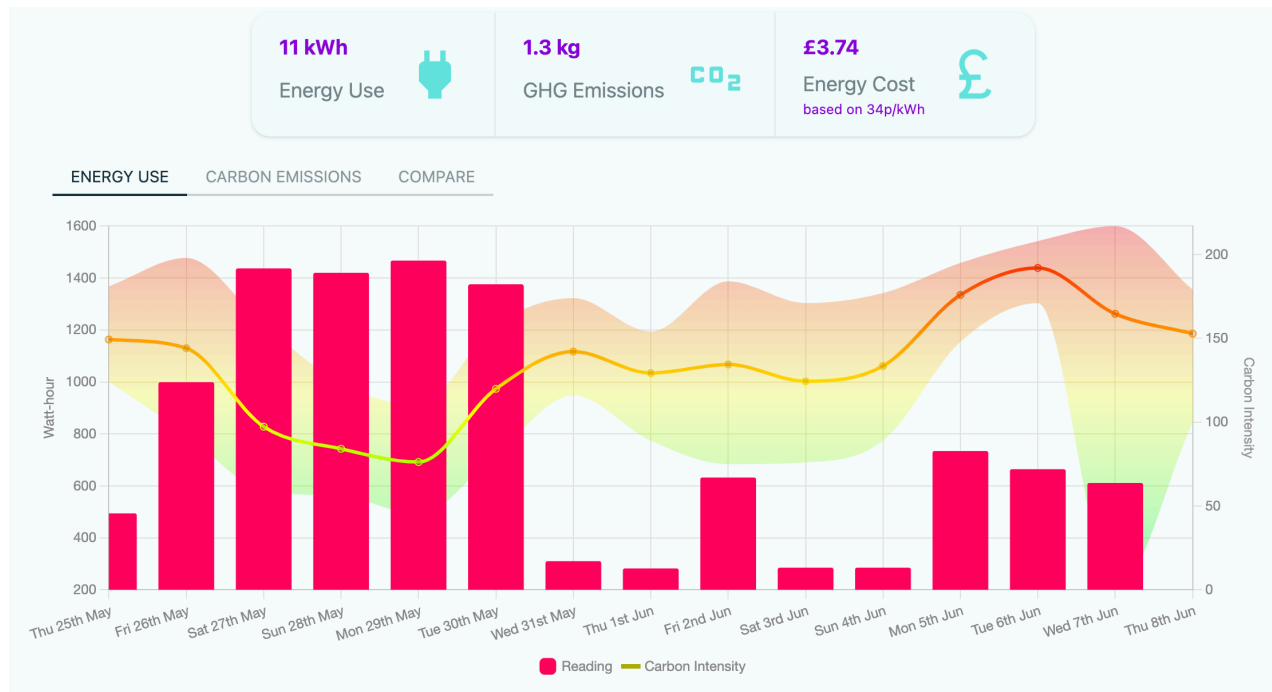 11 kWh
Energy Use
1.3 kg
GHG Emissions
CO2
£3.74
Energy Cost
based on 34p/kWh
£
ENERGY USE CARBON EMISSIONS COMPARE
1600
1400
1200
1000
800
600
400
200
Watt-hour
200
150
100
50
0
Carbon Intensity
Thu 25th May
Fri 26th May
Sat 27th May
Sun 28th May
Mon 29th May
Tue 30th May
Wed 31st May
Thu 1st Jun
Fri 2nd Jun
Sat 3rd Jun
Sun 4th Jun
Mon 5th Jun
Tue 6th Jun
Wed 7th Jun
Thu 8th Jun
Reading Carbon Intensity